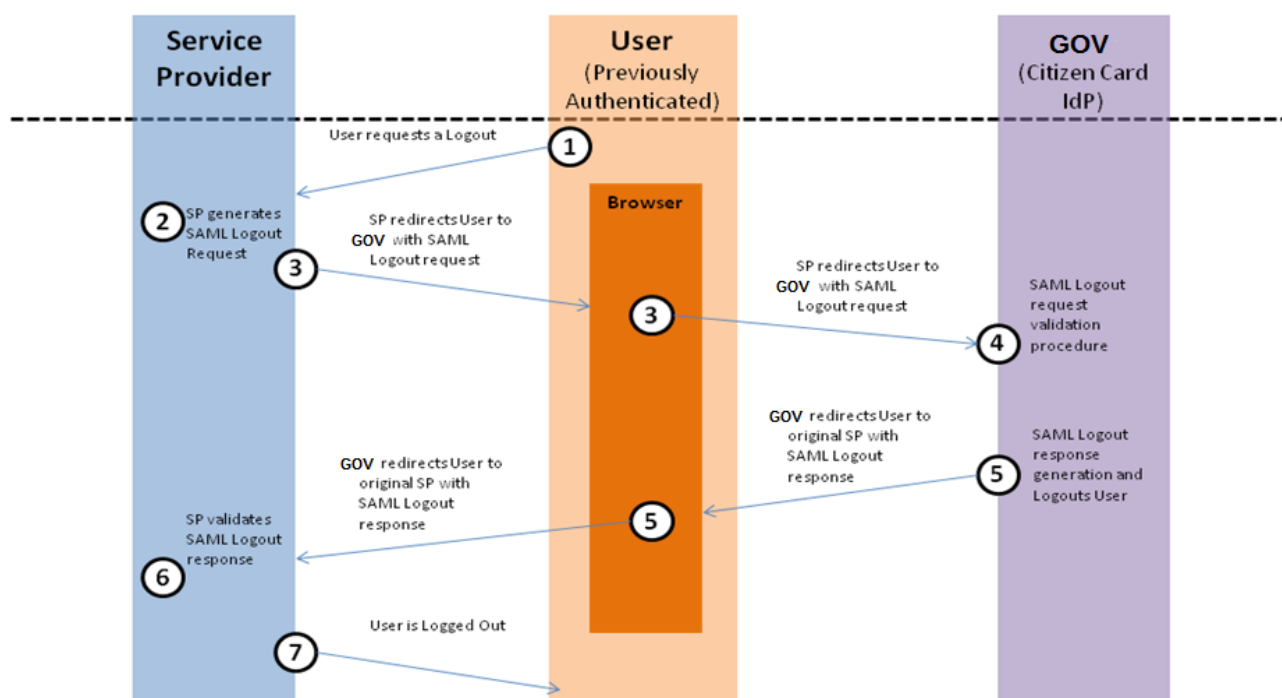 Service
Provider
User
(Previously
Authenticated)
GOV
(Citizen Card
IdP)
User requests a Logout
1
Browser
2
SP generates
SAML Logout
Request
3
SP redirects User to
GOV with SAML
Logout request
3
SP redirects User to
GOV with SAML
Logout request
4
SAML Logout
request
validation
procedure
GOV redirects User to
original SP with
SAML Logout
response
5
SAML Logout
response
generation and
Logouts User
GOV redirects User to
original SP with
SAML Logout
response
5
SP validates
SAML Logout
response
6
User is Logged Out
7